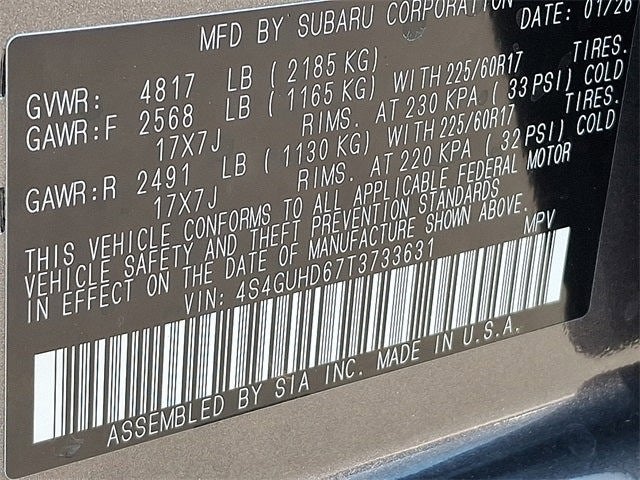 MFD BY SUBARU CORPORATION DATE: 01/26
GVWR: 4817 LB ( 2185 KG)
GAWR:F 2568 LB ( 1165 KG) WITH 225/60R17 TIRES.
17X7J RIMS. AT 230 KPA ( 33 PSI) COLD
GAWR:R 2491 LB ( 1130 KG) WITH 225/60R17 TIRES.
17X7J RIMS. AT 220 KPA ( 32 PSI) COLD
THIS VEHICLE CONFORMS TO ALL APPLICABLE FEDERAL MOTOR
VEHICLE SAFETY AND THEFT PREVENTION STANDARDS
IN EFFECT ON THE DATE OF MANUFACTURE SHOWN ABOVE.
VIN: 4S4GUHD67T3733631 MPV
ASSEMBLED BY SIA INC. MADE IN U.S.A.